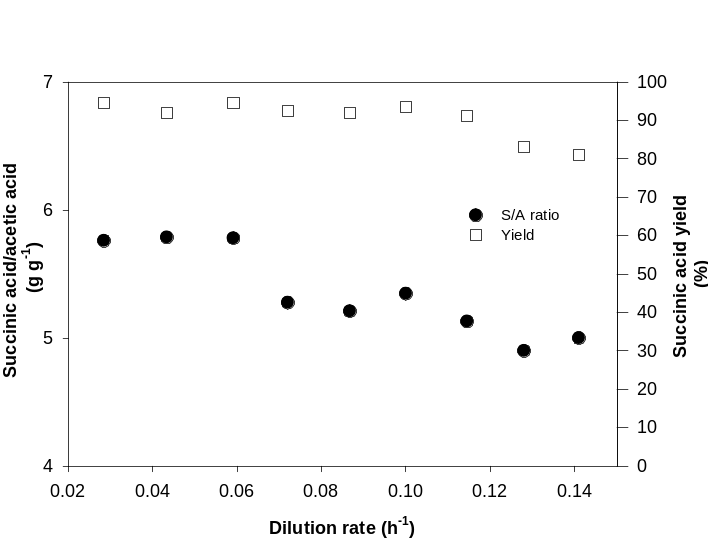 7
6
5
4
Succinic acid/acetic acid
(g g⁻¹)
100
90
80
70
60
50
40
30
20
10
0
Succinic acid yield
(%)
S/A ratio
Yield
0.02 0.04 0.06 0.08 0.10 0.12 0.14
Dilution rate (h⁻¹)